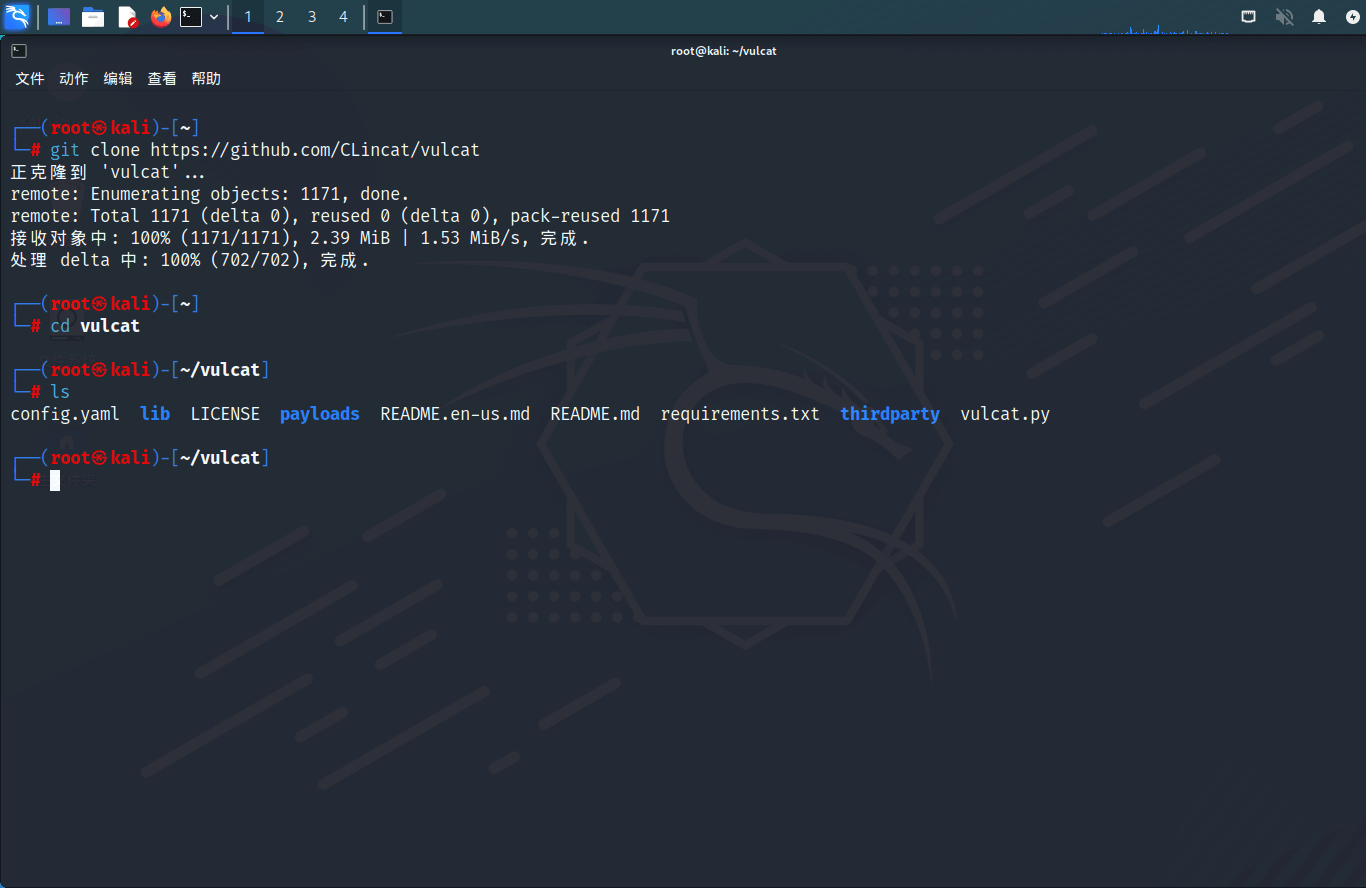 1 2 3 4
root@kali: ~/vulcat
文件 动作 编辑 查看 帮助
┌──(root㉿kali)-[~]
└─# git clone https://github.com/CLincat/vulcat
正克隆到 'vulcat'...
remote: Enumerating objects: 1171, done.
remote: Total 1171 (delta 0), reused 0 (delta 0), pack-reused 1171
接收对象中: 100% (1171/1171), 2.39 MiB | 1.53 MiB/s, 完成.
处理 delta 中: 100% (702/702), 完成.
┌──(root㉿kali)-[~]
└─# cd vulcat
┌──(root㉿kali)-[~/vulcat]
└─# ls
config.yaml lib LICENSE payloads README.en-us.md README.md requirements.txt thirdparty vulcat.py
┌──(root㉿kali)-[~/vulcat]
└─#